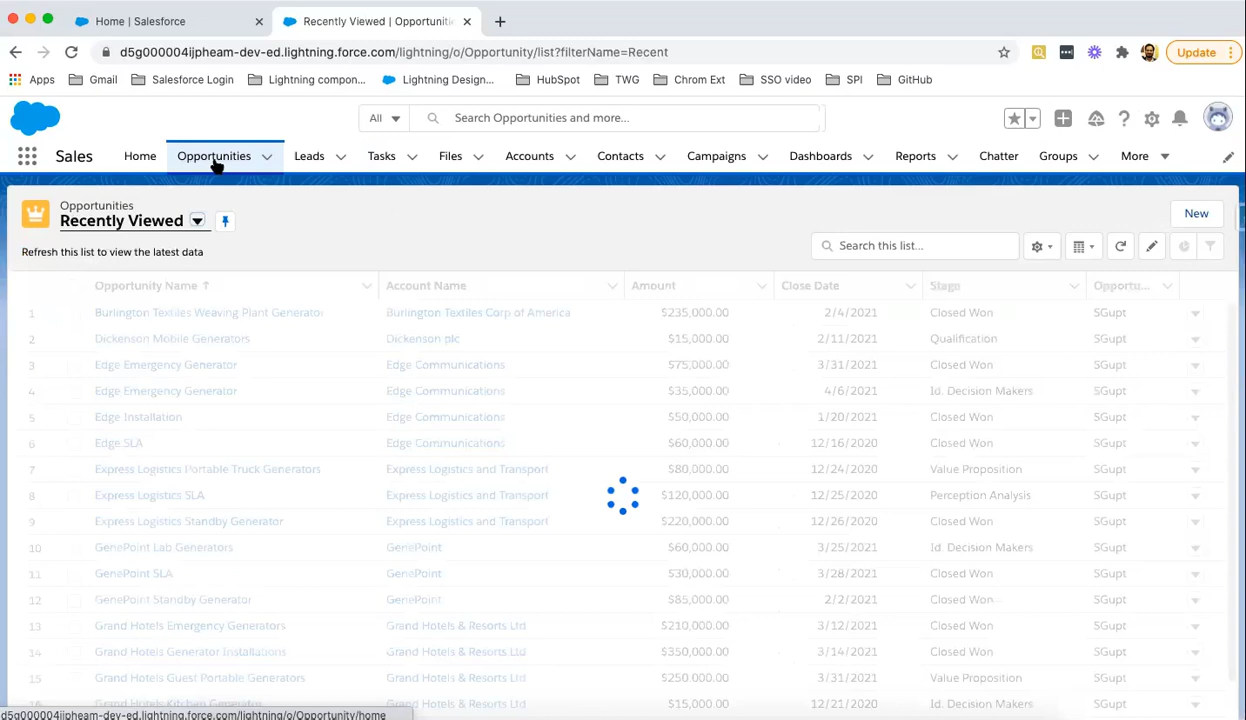 Home | Salesforce
Recently Viewed | Opportunitie
d5g000004ijpheam-dev-ed.lightning.force.com/lightning/o/Opportunity/list?filterName=Recent
Update
Apps Gmail Salesforce Login Lightning compon... Lightning Design... HubSpot TWG Chrom Ext SSO video SPI GitHub
All Search Opportunities and more...
Sales Home Opportunities Leads Tasks Files Accounts Contacts Campaigns Dashboards Reports Chatter Groups More
Opportunities
Recently Viewed
New
Refresh this list to view the latest data
Search this list...
Opportunity Name Account Name Amount Close Date Stage Opportu...
1 Burlington Textiles Weaving Plant Generator Burlington Textiles Corp of America $235,000.00 2/4/2021 Closed Won SGupt
2 Dickenson Mobile Generators Dickenson plc $15,000.00 2/11/2021 Qualification SGupt
3 Edge Emergency Generator Edge Communications $75,000.00 3/31/2021 Closed Won SGupt
4 Edge Emergency Generator Edge Communications $35,000.00 4/6/2021 Id. Decision Makers SGupt
5 Edge Installation Edge Communications $50,000.00 1/20/2021 Closed Won SGupt
6 Edge SLA Edge Communications $60,000.00 12/16/2020 Closed Won SGupt
7 Express Logistics Portable Truck Generators Express Logistics and Transport $80,000.00 12/24/2020 Value Proposition SGupt
8 Express Logistics SLA Express Logistics and Transport $120,000.00 12/25/2020 Perception Analysis SGupt
9 Express Logistics Standby Generator Express Logistics and Transport $220,000.00 12/26/2020 Closed Won SGupt
10 GenePoint Lab Generators GenePoint $60,000.00 3/25/2021 Id. Decision Makers SGupt
11 GenePoint SLA GenePoint $30,000.00 3/28/2021 Closed Won SGupt
12 GenePoint Standby Generator GenePoint $85,000.00 2/2/2021 Closed Won SGupt
13 Grand Hotels Emergency Generators Grand Hotels & Resorts Ltd $210,000.00 3/12/2021 Closed Won SGupt
14 Grand Hotels Generator Installations Grand Hotels & Resorts Ltd $350,000.00 3/14/2021 Closed Won SGupt
15 Grand Hotels Guest Portable Generators Grand Hotels & Resorts Ltd $250,000.00 3/31/2021 Value Proposition SGupt
16 Grand Hotels Kitchen Generator Grand Hotels & Resorts Ltd $15,000.00 12/21/2020 Id. Decision Makers SGupt
d5g000004ijpheam-dev-ed.lightning.force.com/lightning/o/Opportunity/home